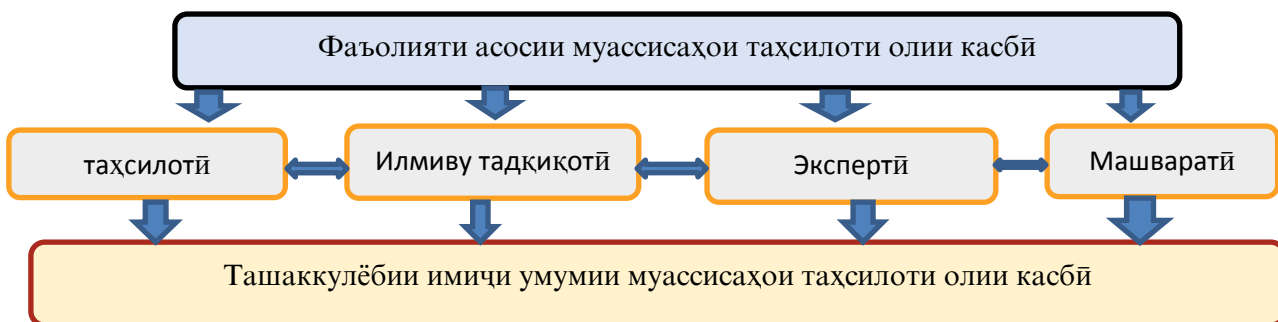 Фаъолияти асосии муассисаҳои таҳсилоти олии касбӣ
таҳсилотӣ
Илмиву тадқиқотӣ
Экспертӣ
Машваратӣ
Ташаккулёбии имиҷи умумии муассисаҳои таҳсилоти олии касбӣ